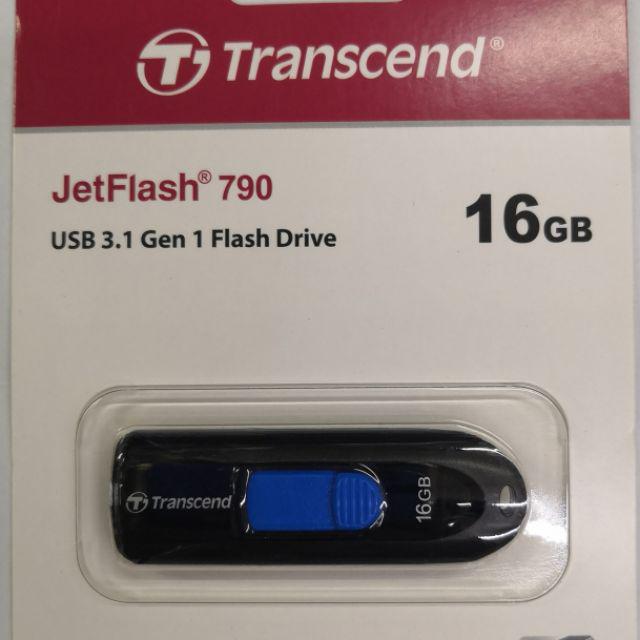 Transcend®
JetFlash® 790
16GB
USB 3.1 Gen 1 Flash Drive
Transcend
16GB